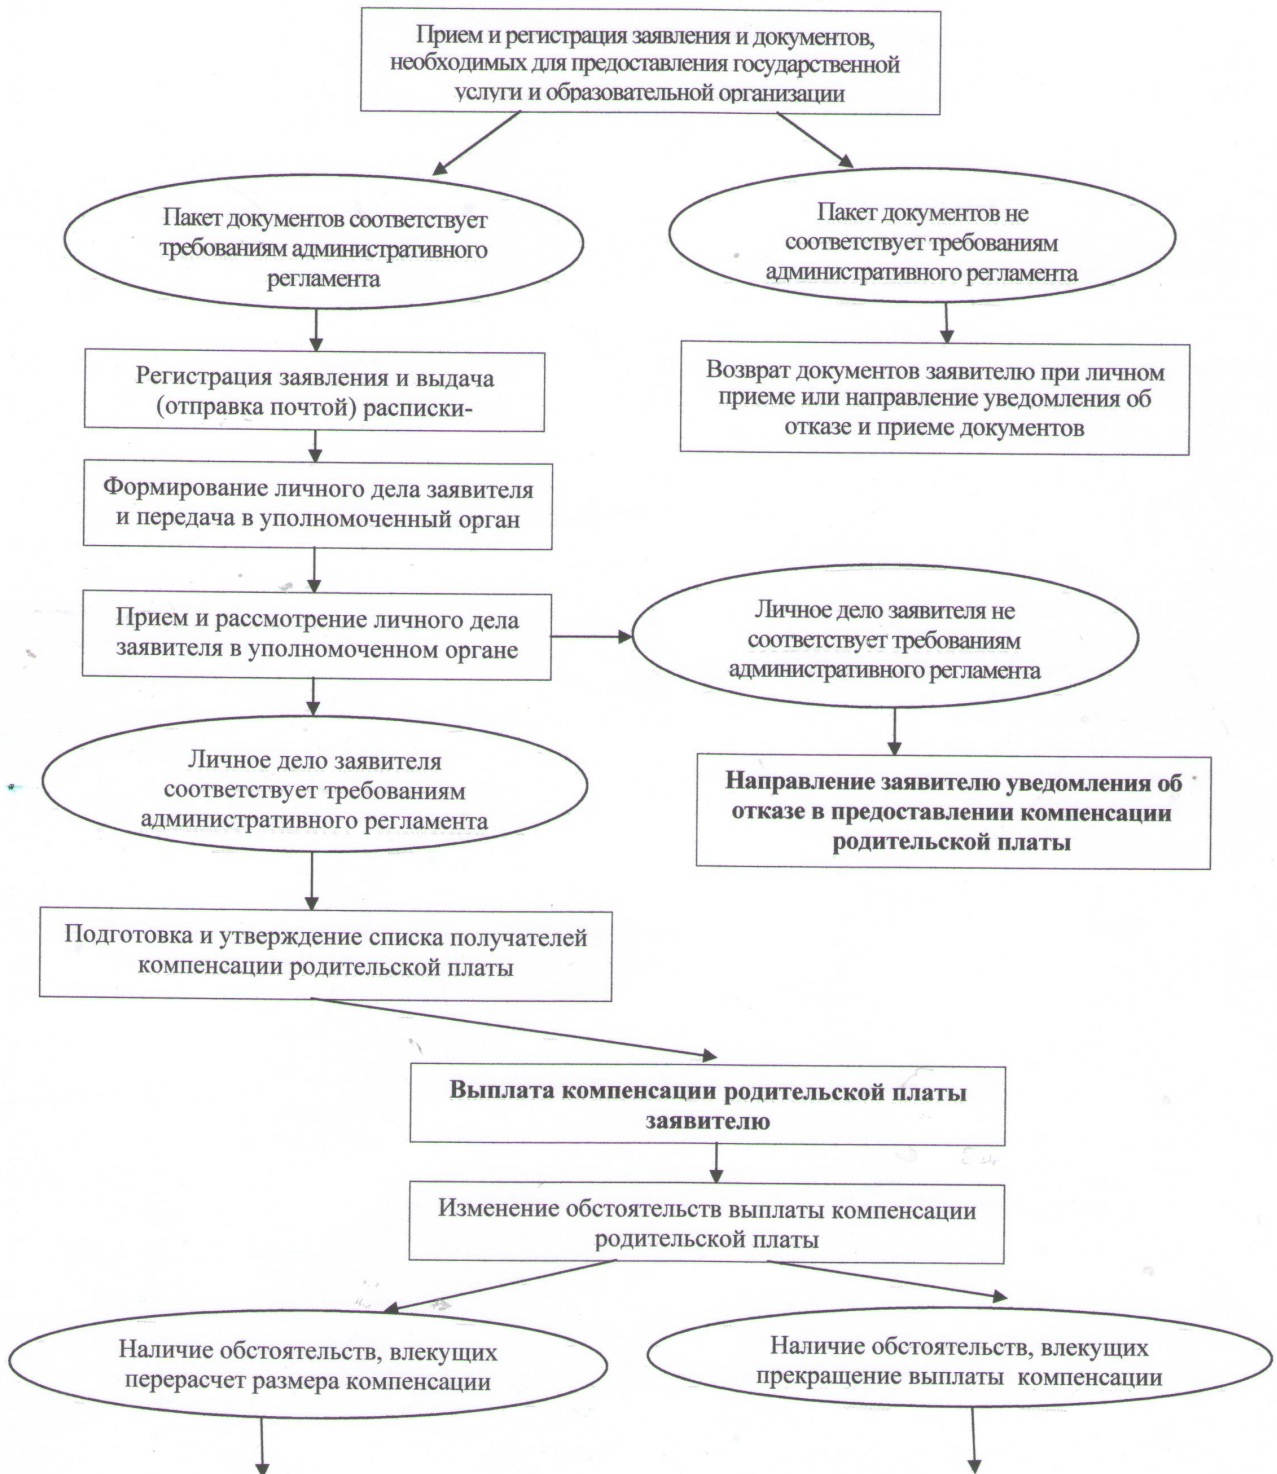 Прием и регистрация заявления и документов,
необходимых для предоставления государственной
услуги и образовательной организации
Пакет документов соответствует
требованиям административного
регламента
Пакет документов не
соответствует требованиям
административного регламента
Регистрация заявления и выдача
(отправка почтой) расписки-
Возврат документов заявителю при личном
приеме или направление уведомления об
отказе и приеме документов
Формирование личного дела заявителя
и передача в уполномоченный орган
Прием и рассмотрение личного дела
заявителя в уполномоченном органе
Личное дело заявителя не
соответствует требованиям
административного регламента
Личное дело заявителя
соответствует требованиям
административного регламента
Направление заявителю уведомления об
отказе в предоставлении компенсации
родительской платы
Подготовка и утверждение списка получателей
компенсации родительской платы
Выплата компенсации родительской платы
заявителю
Изменение обстоятельств выплаты компенсации
родительской платы
Наличие обстоятельств, влекущих
перерасчет размера компенсации
Наличие обстоятельств, влекущих
прекращение выплаты компенсации